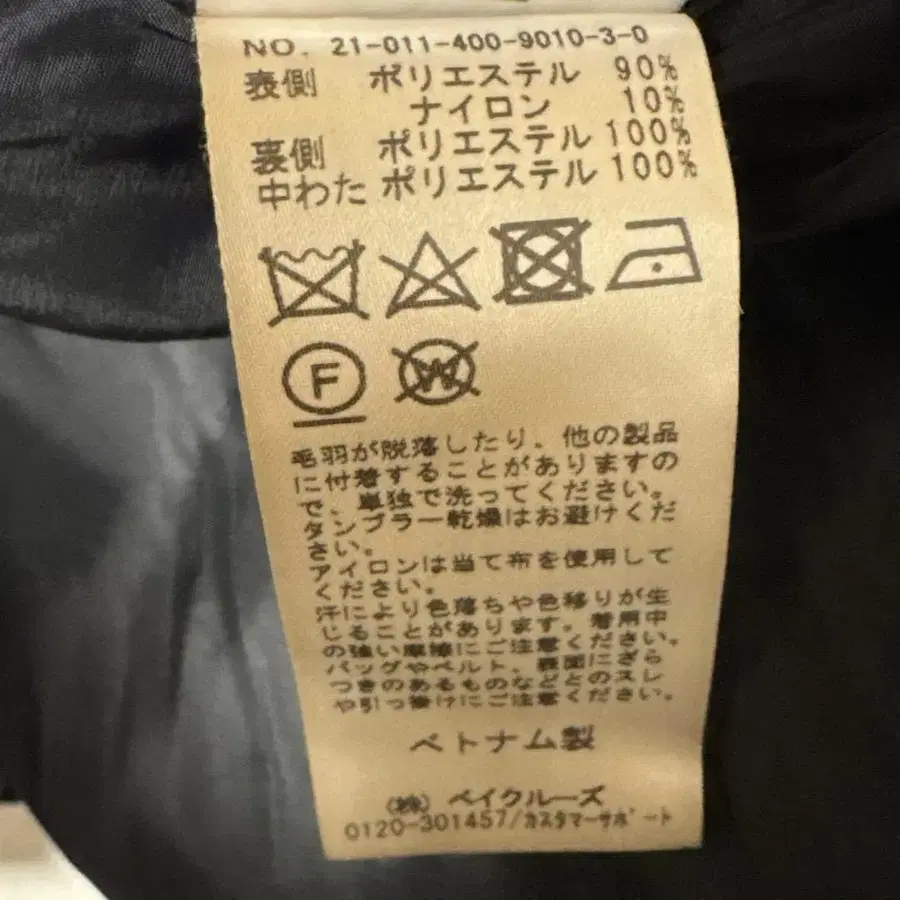 NO. 21-011-400-9010-3-0
表側 ポリエステル 90%
ナイロン 10%
裏側 ポリエステル 100%
中わた ポリエステル 100%
F W
毛羽が脱落したり、他の製品
に付着することがありますの
で、単独で洗ってください。
タンブラー乾燥はお避けくだ
さい。
アイロンは当て布を使用して
ください。
汗により色落ちや色移りが生
じることがあります。着用中
の強い摩擦にご注意ください。
バッグやベルト、表面にざら
つきのあるものなどとのスレ
や引っ掛けにご注意ください。
ベトナム製
(株) ベイクルーズ
0120-301457/カスタマーサポート